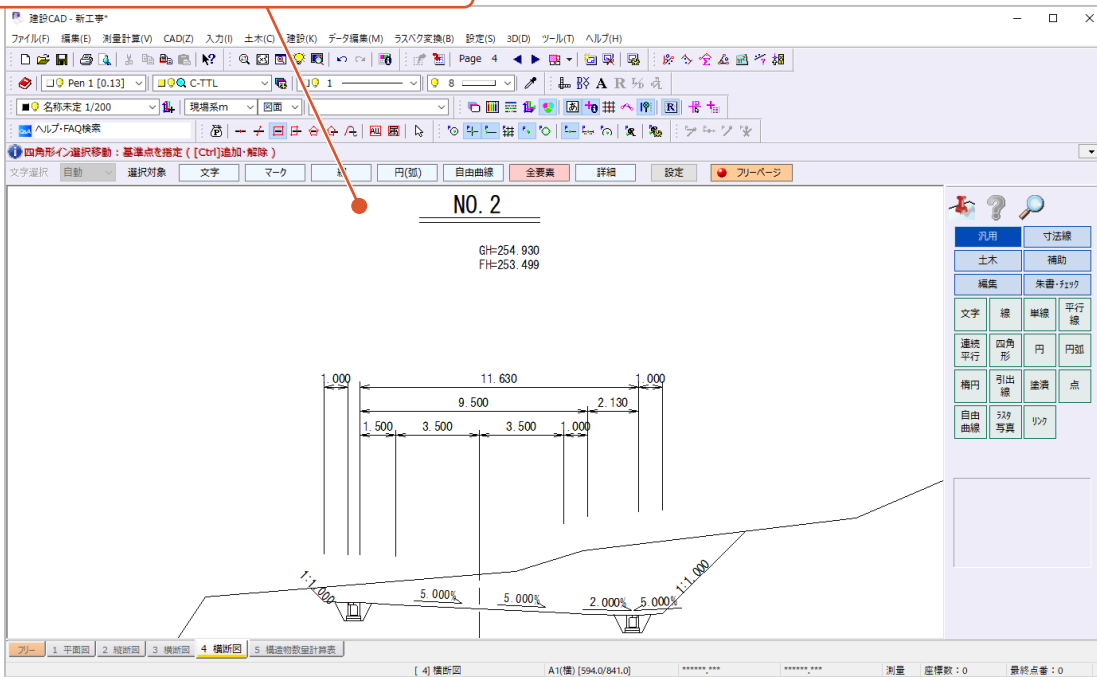 建設CAD - 新工事*
ファイル(F) 編集(E) 測量計算(V) CAD(Z) 入力(I) 土木(C) 建設(K) データ編集(M) ラスベク変換(B) 設定(S) 3D(D) ツール(T) ヘルプ(H)
Page 4
Pen 1 [0.13] C-TTL 1 8
名称未定 1/200 現場系m 図面
ヘルプ・FAQ検索
四角形イン選択移動 : 基準点を指定 ( [Ctrl]追加・解除 )
文字選択 自動 選択対象 文字 マーク 線 円(弧) 自由曲線 全要素 詳細 設定 フリーページ
NO. 2
GH=254.930
FH=253.499
1.000 11.630 1.000
9.500 2.130
1.500 3.500 3.500 1.000
1:1.000 5.000% 5.000% 2.000% 5.000% 1:1.000
汎用 寸法線
土木 補助
編集 朱書・チェック
文字 線 単線 平行線
連続平行 四角形 円 円弧
楕円 引出線 塗潰 点
自由曲線 ラスタ写真 リンク
フリー 1 平面図 2 縦断図 3 横断図 4 横断図 5 構造物数量計算表
[ 4] 横断図 A1(横) [594.0/841.0] ******.*** ******.*** 測量 座標数 : 0 最終点番 : 0